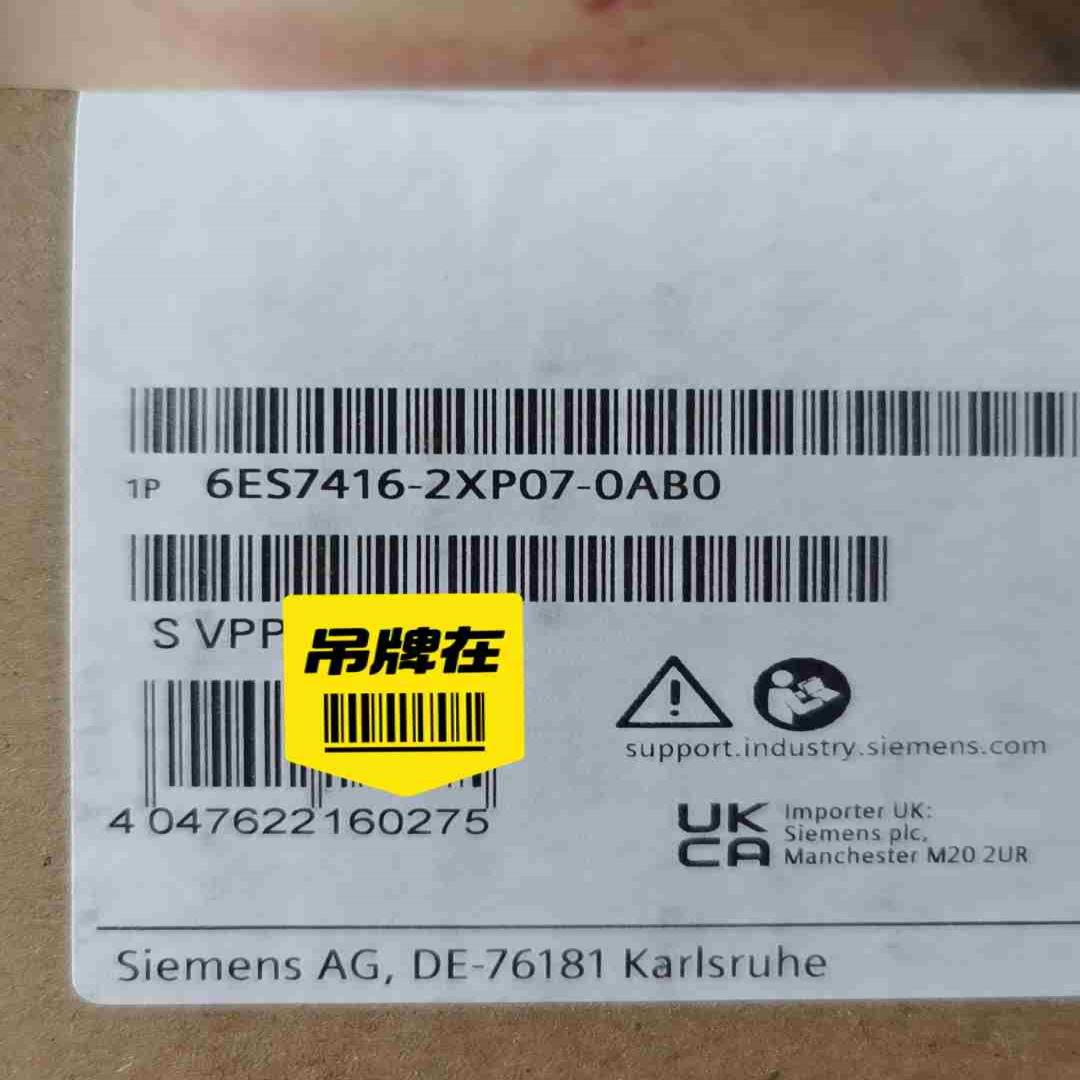 1P 6ES7416-2XP07-0AB0
S VPP
吊牌在
support.industry.siemens.com
4 047622 160275
UK
CA
Importer UK:
Siemens plc,
Manchester M20 2UR
Siemens AG, DE-76181 Karlsruhe